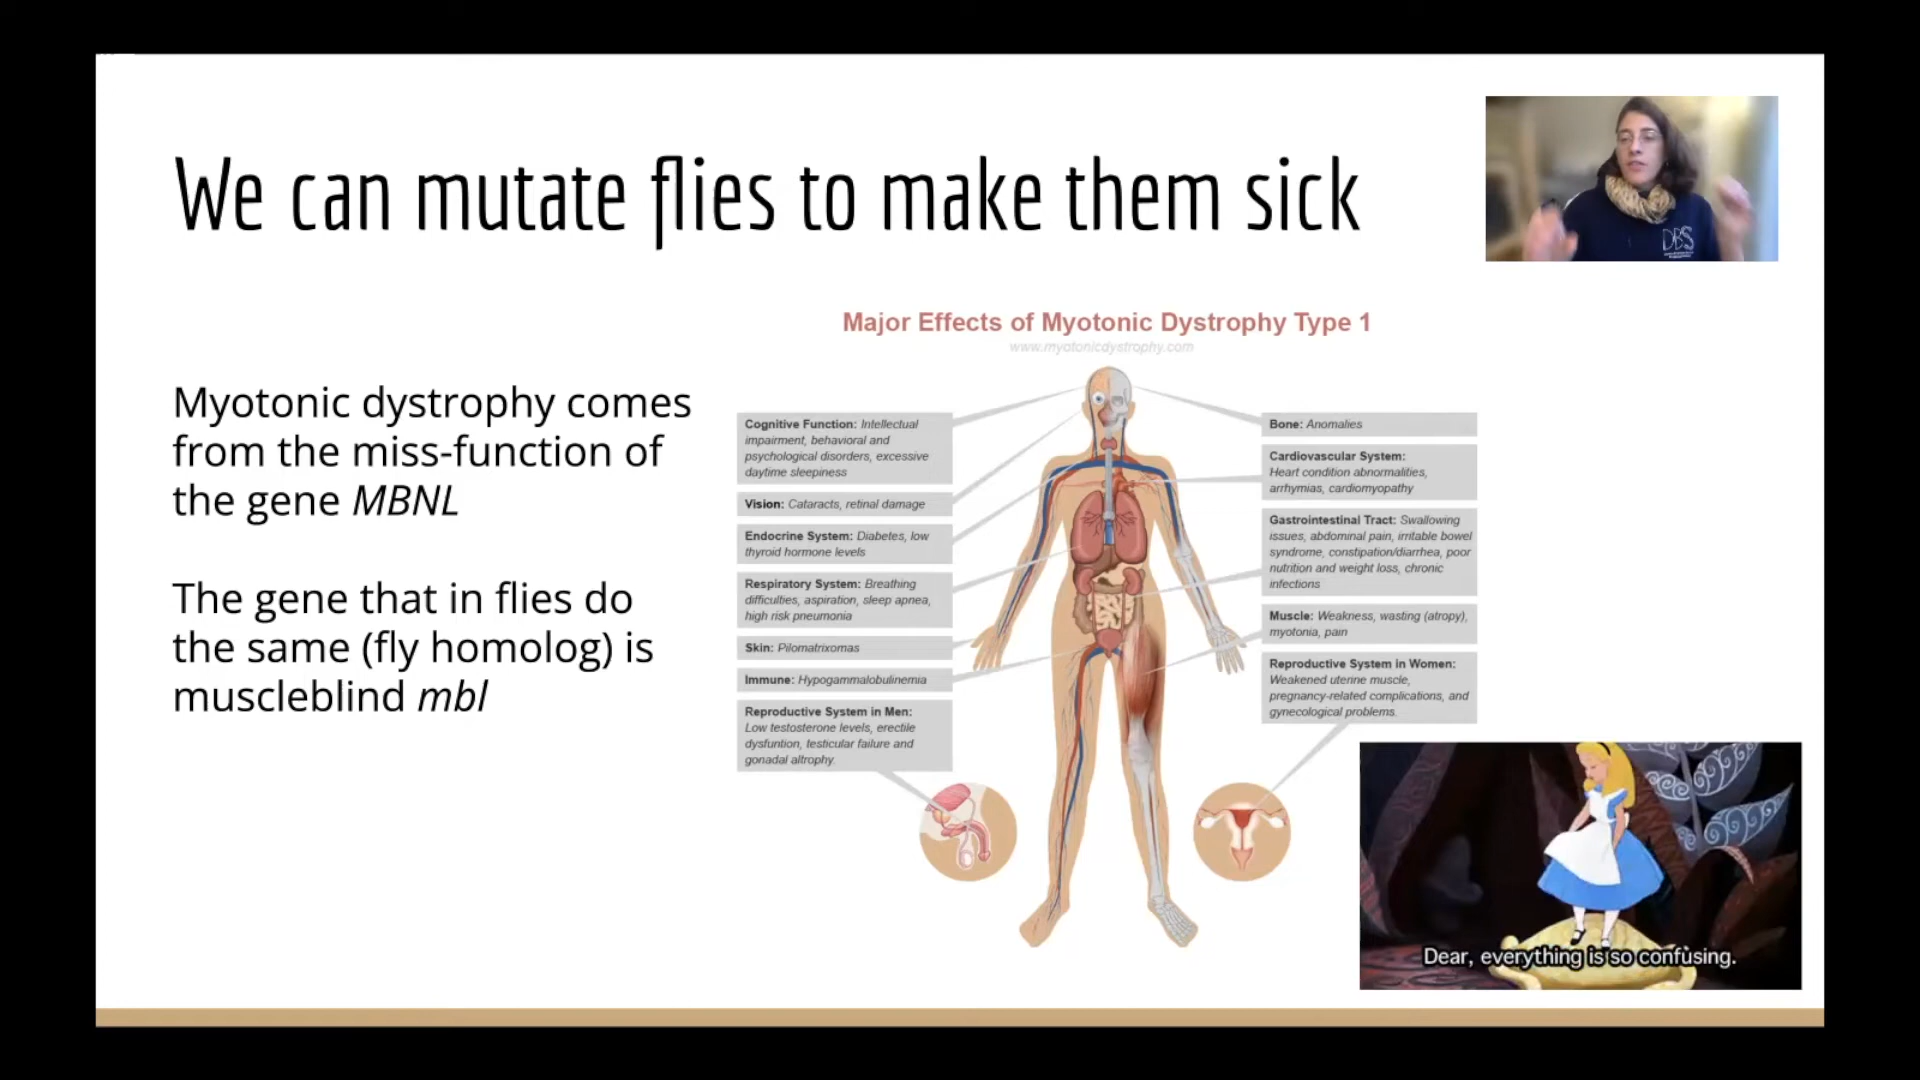 We can mutate flies to make them sick
DBS
Major Effects of Myotonic Dystrophy Type 1
www.myotonicdystrophy.com
Myotonic dystrophy comes
from the miss-function of
the gene MBNL
The gene that in flies do
the same (fly homolog) is
muscleblind mbl
Cognitive Function: Intellectual
impairment, behavioral and
psychological disorders, excessive
daytime sleepiness
Vision: Cataracts, retinal damage
Endocrine System: Diabetes, low
thyroid hormone levels
Respiratory System: Breathing
difficulties, aspiration, sleep apnea,
high risk pneumonia
Skin: Pilomatrixomas
Immune: Hypogammalobulinemia
Reproductive System in Men:
Low testosterone levels, erectile
dysfuntion, testicular failure and
gonadal altrophy.
Bone: Anomalies
Cardiovascular System:
Heart condition abnormalities,
arrhymias, cardiomyopathy
Gastrointestinal Tract: Swallowing
issues, abdominal pain, irritable bowel
syndrome, constipation/diarrhea, poor
nutrition and weight loss, chronic
infections
Muscle: Weakness, wasting (atropy),
myotonia, pain
Reproductive System in Women:
Weakened uterine muscle,
pregnancy-related complications, and
gynecological problems.
Dear, everything is so confusing.